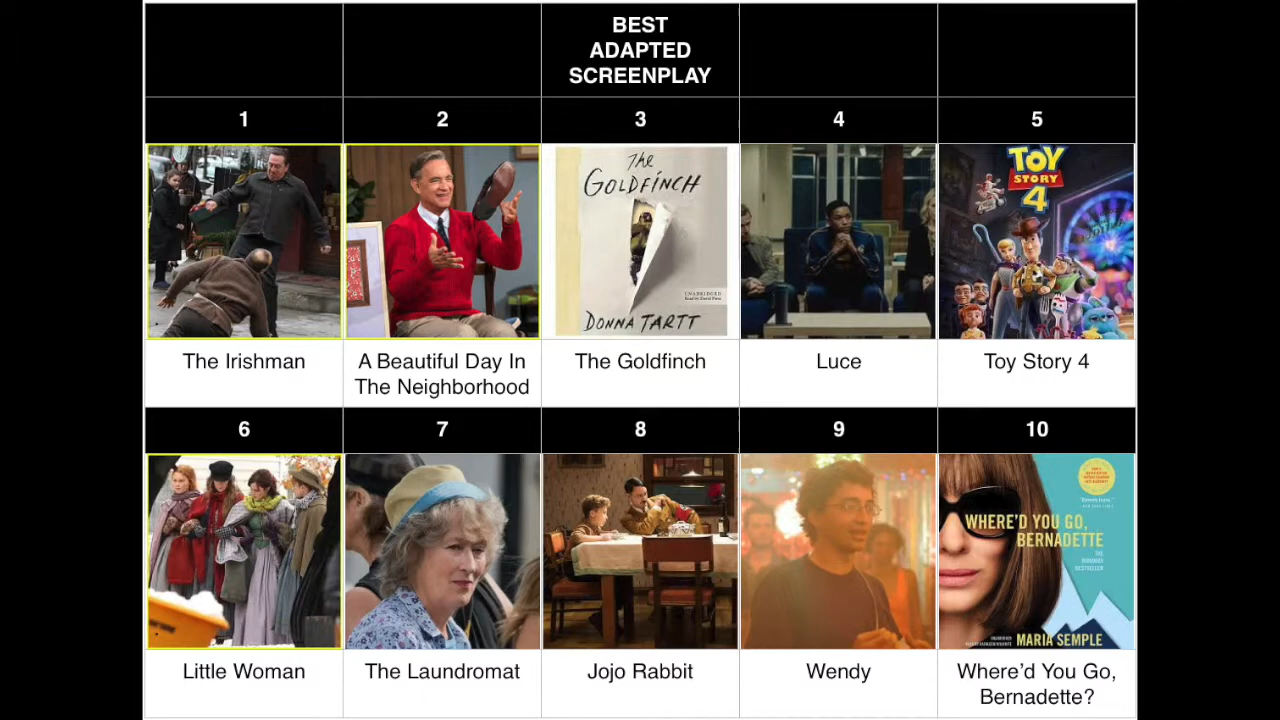 BEST
ADAPTED
SCREENPLAY
1
2
3
4
5
The
GOLDFINCH
UNABRIDGED
DONNA TARTT
TOY
STORY
4
The Irishman
A Beautiful Day In
The Neighborhood
The Goldfinch
Luce
Toy Story 4
6
7
8
9
10
WHERE'D YOU GO,
BERNADETTE
MARIA SEMPLE
Little Woman
The Laundromat
Jojo Rabbit
Wendy
Where'd You Go,
Bernadette?